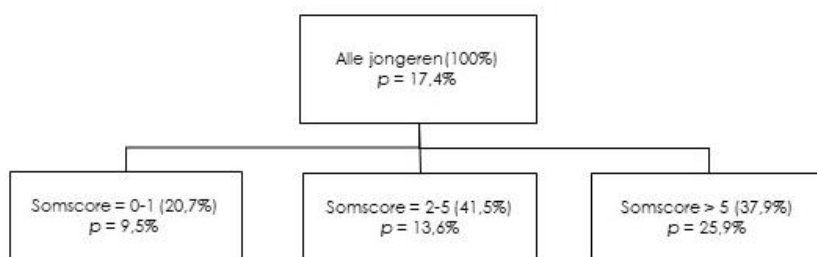 Alle jongeren (100%)
p = 17,4%
Somscore = 0-1 (20,7%)
p = 9,5%
Somscore = 2-5 (41,5%)
p = 13,6%
Somscore > 5 (37,9%)
p = 25,9%